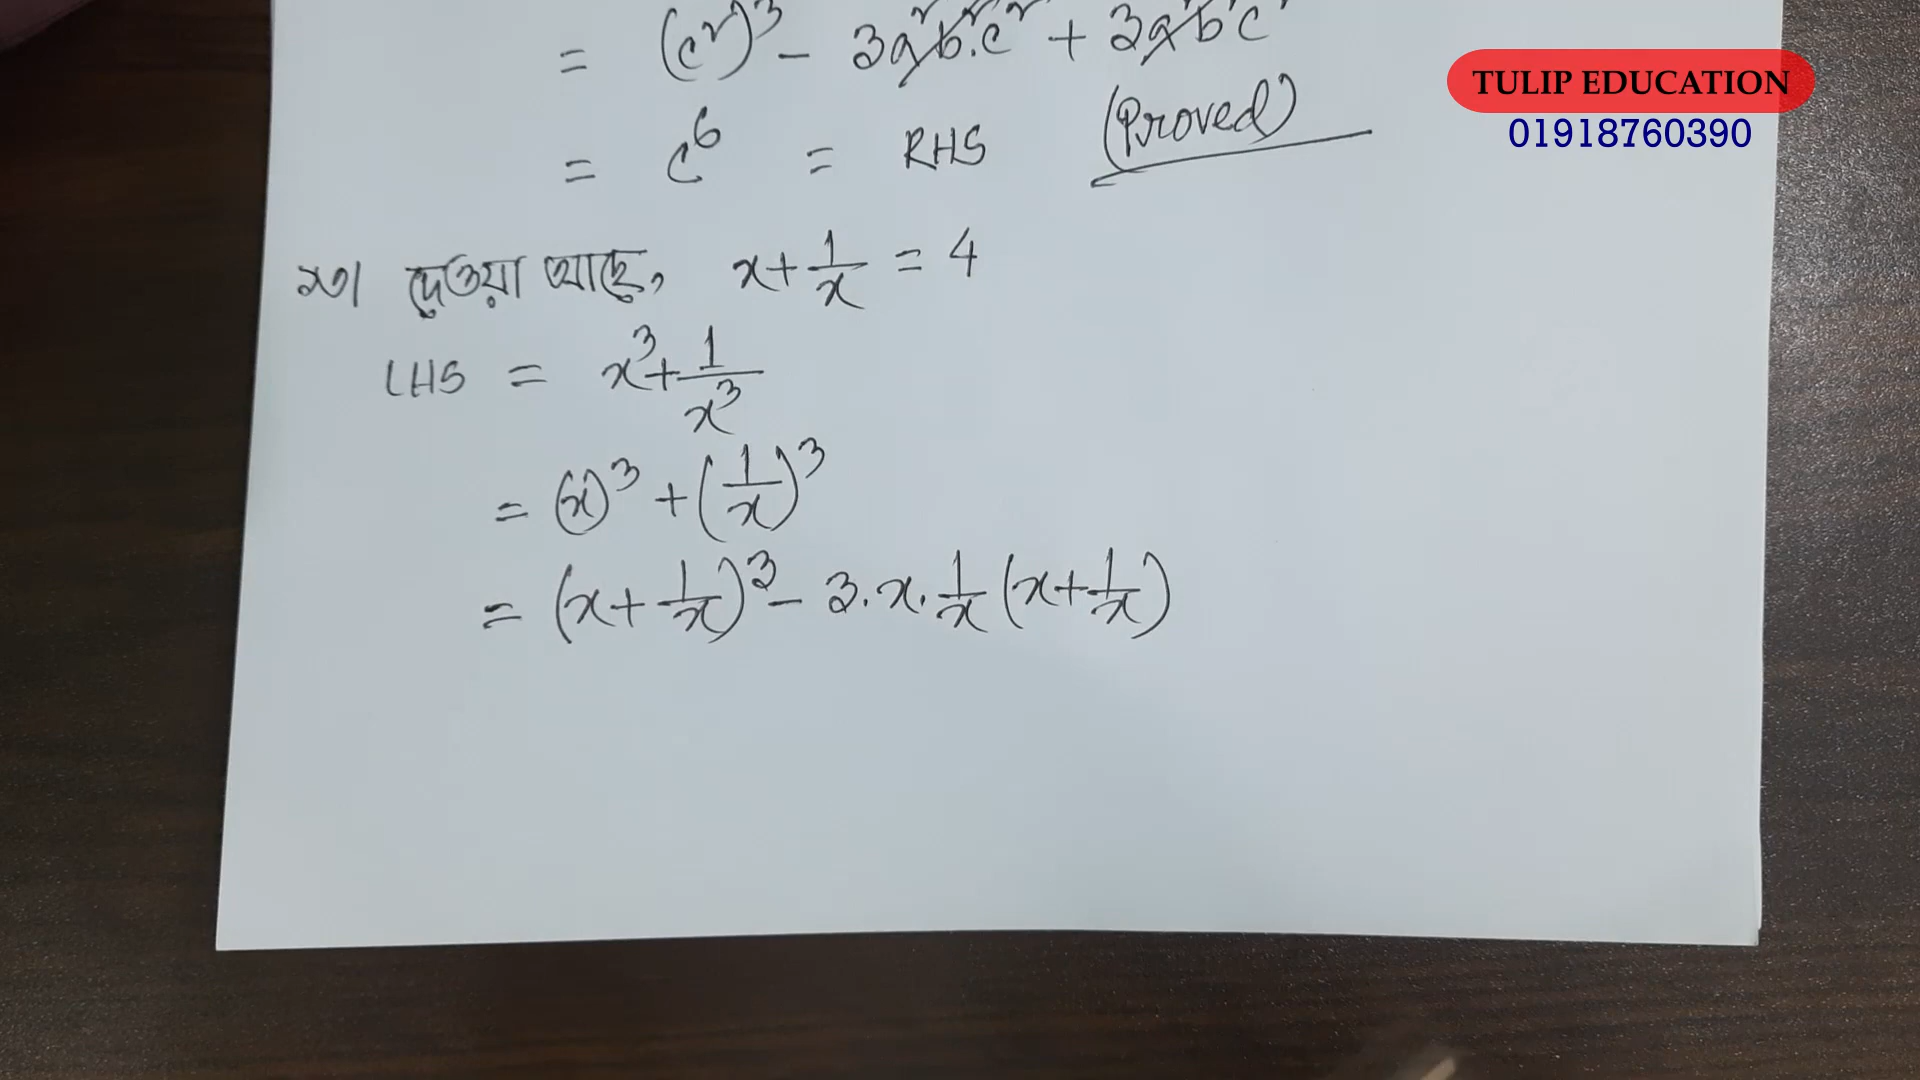 = (c²)³ - 3a²b².c² + 3a²b²c²
TULIP EDUCATION
01918760390
= c⁶ = RHS (Proved)
১৩। দেওয়া আছে, x + 1/x = 4
LHS = x³ + 1/x³
= (x)³ + (1/x)³
= (x + 1/x)³ - 3.x.1/x (x + 1/x)